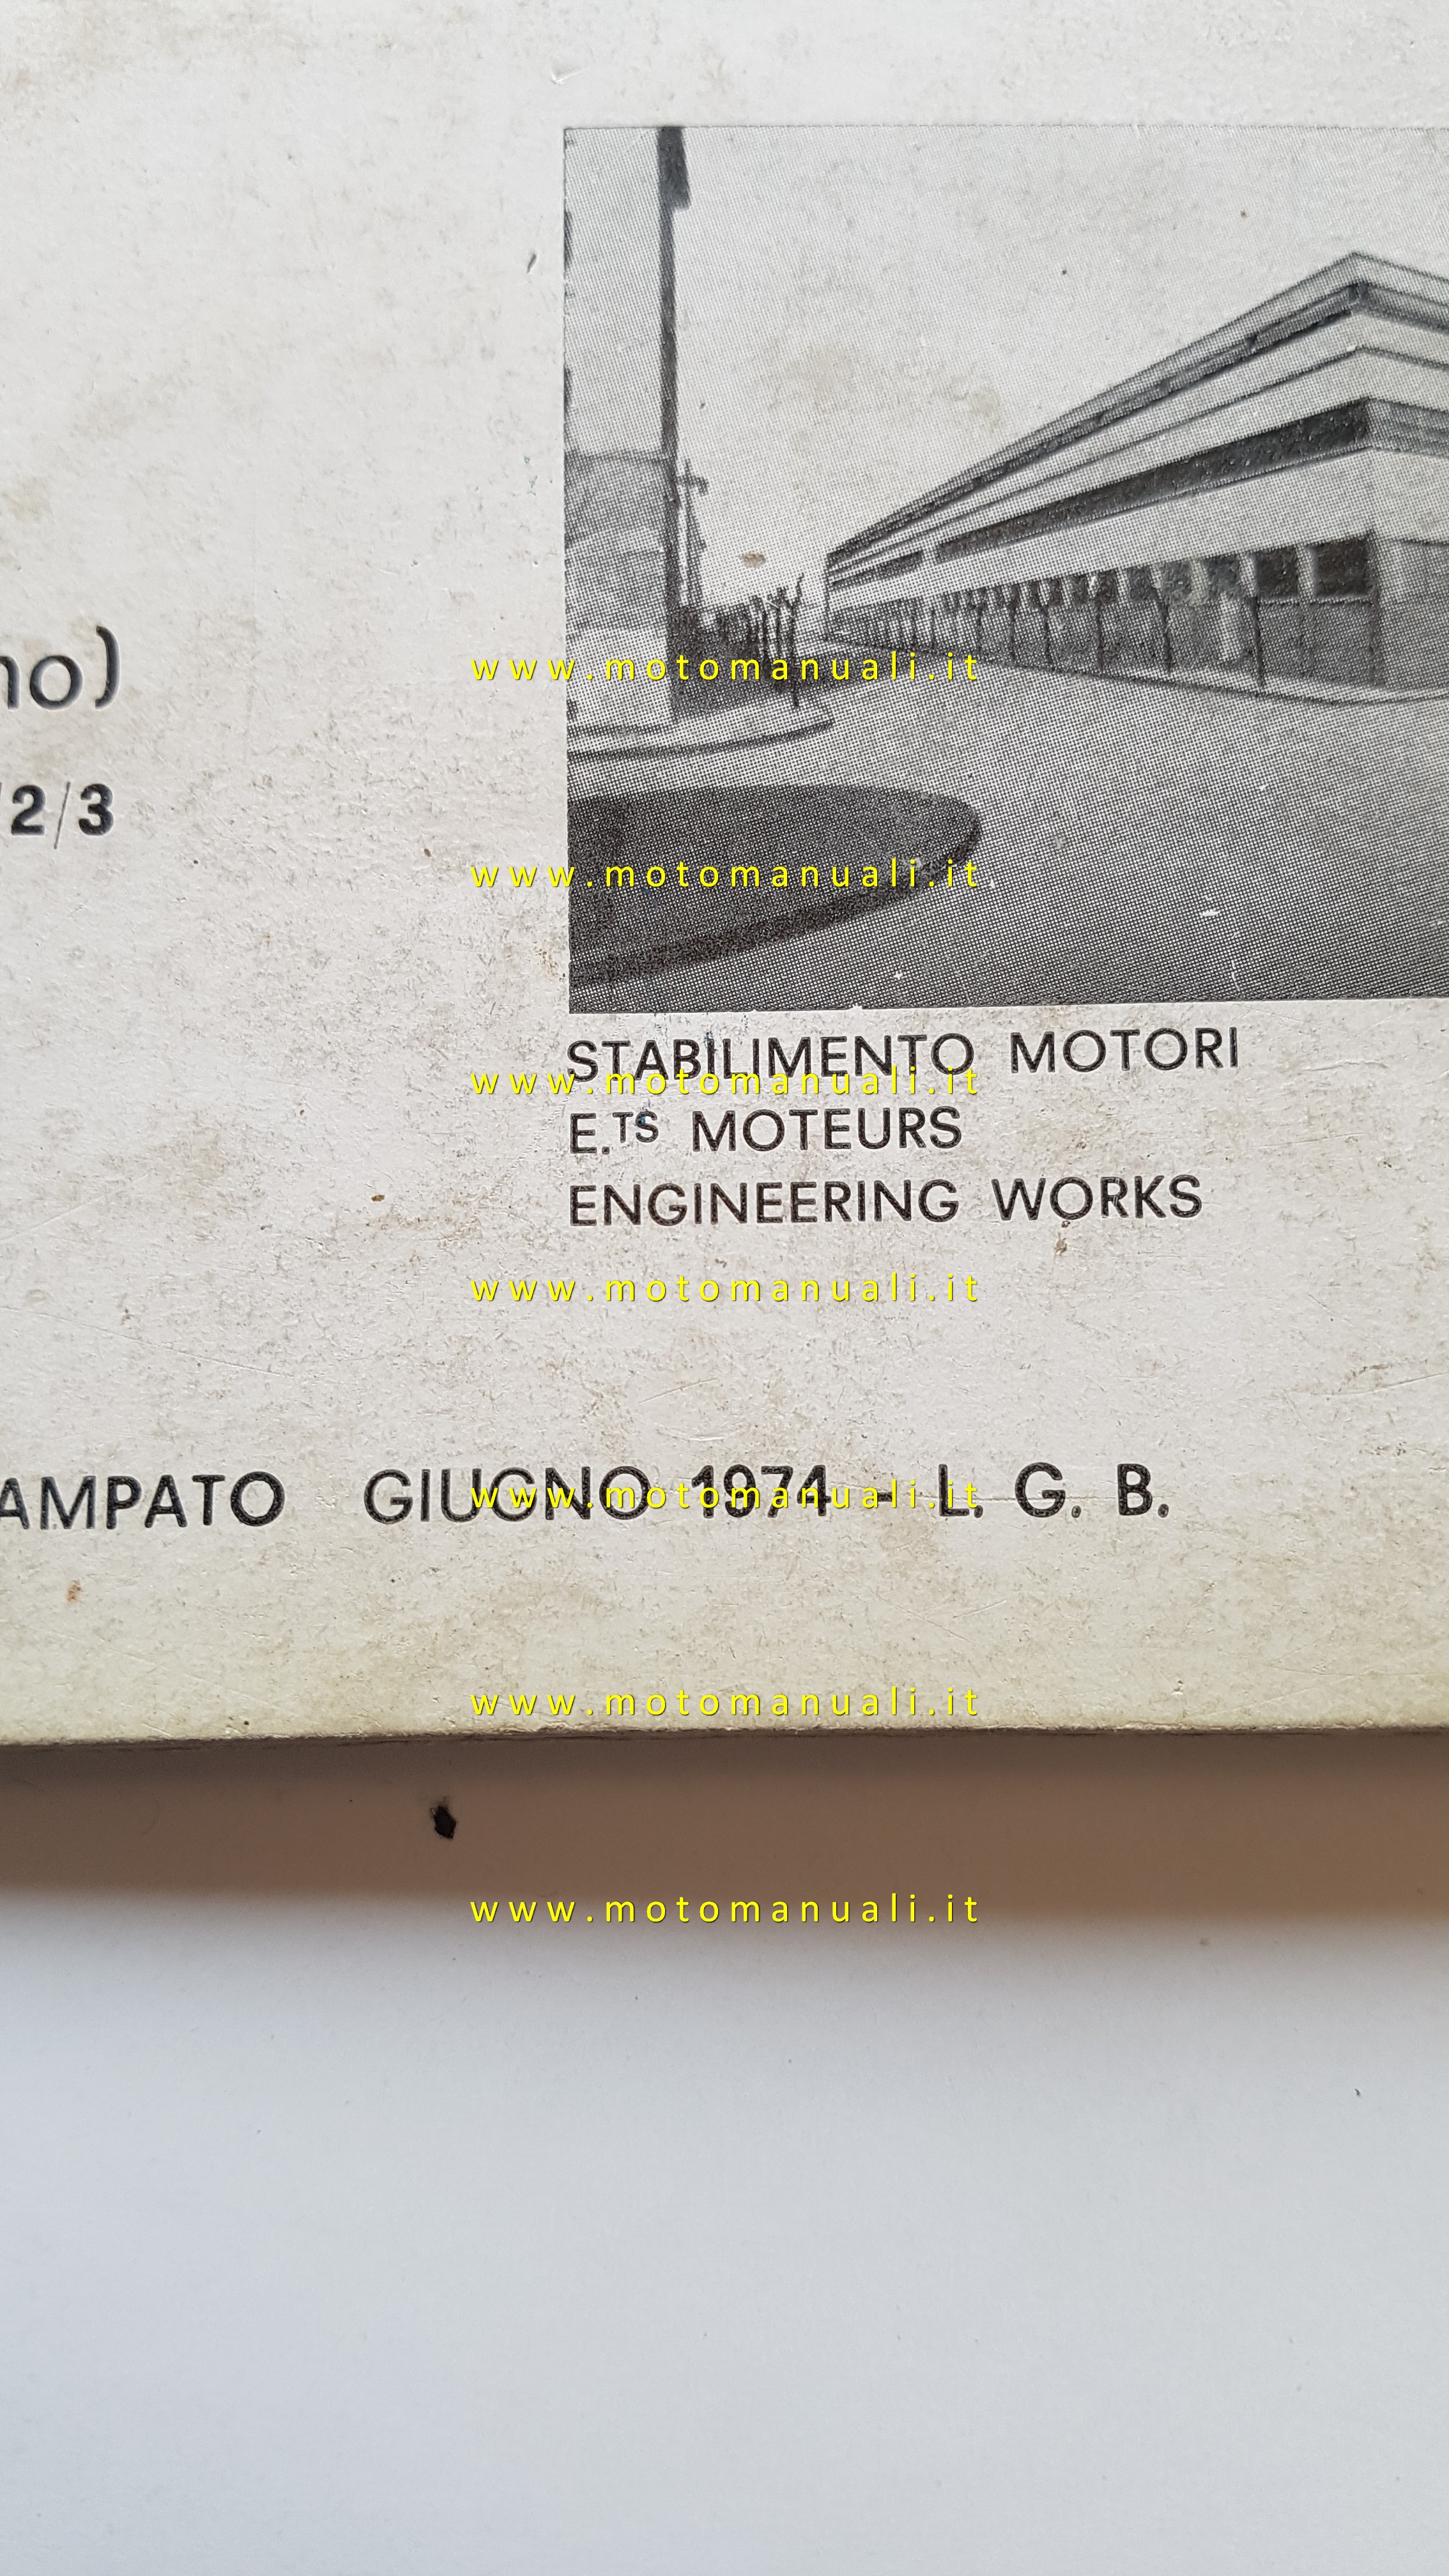 no)
/2/3
www.motomanuali.it
www.motomanuali.it
STABILIMENTO MOTORI
www.motomanuali.it
E.TS MOTEURS
ENGINEERING WORKS
www.motomanuali.it
AMPATO GIUGNO 1974 - L. G. B.
www.motomanuali.it
www.motomanuali.it
www.motomanuali.it